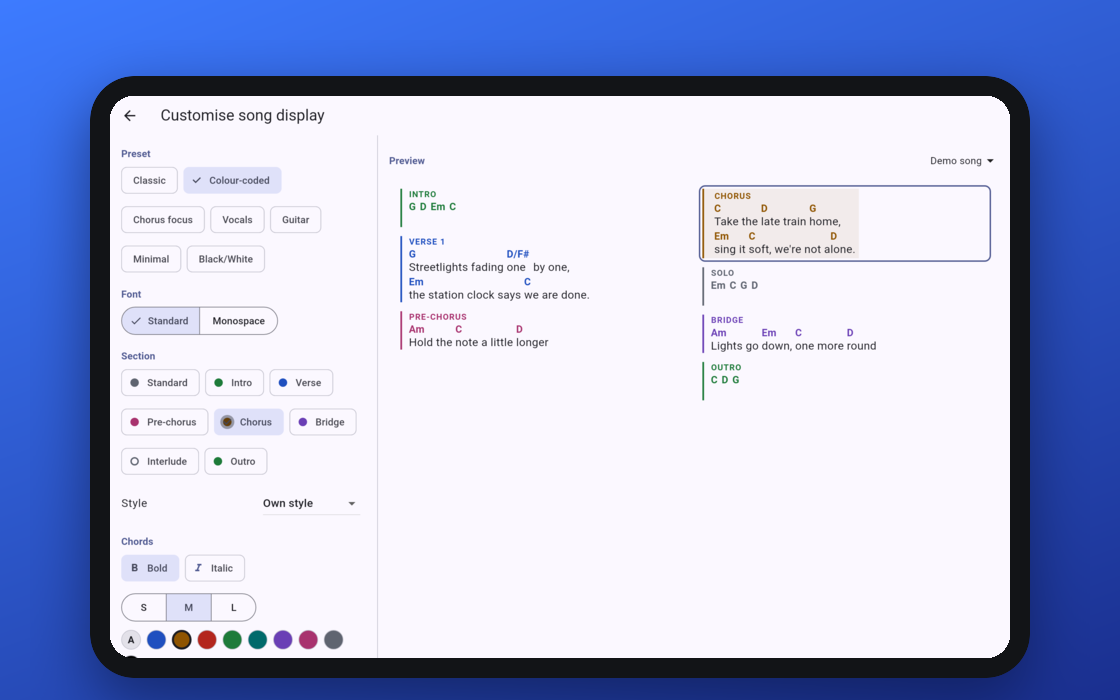 Customise song display
Preset
Classic
Colour-coded
Chorus focus
Vocals
Guitar
Minimal
Black/White
Font
Standard
Monospace
Section
Standard
Intro
Verse
Pre-chorus
Chorus
Bridge
Interlude
Outro
Style
Own style
Chords
B Bold
I Italic
S
M
L
A
Preview
Demo song
INTRO
G D Em C
VERSE 1
G D/F#
Streetlights fading one by one,
Em C
the station clock says we are done.
PRE-CHORUS
Am C D
Hold the note a little longer
CHORUS
C D G
Take the late train home,
Em C D
sing it soft, we're not alone.
SOLO
Em C G D
BRIDGE
Am Em C D
Lights go down, one more round
OUTRO
C D G